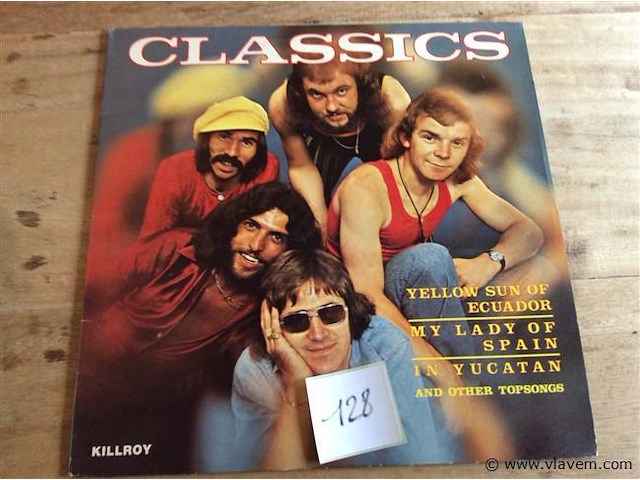 CLASSICS
YELLOW SUN OF
ECUADOR
MY LADY OF
SPAIN
IN YUCATAN
AND OTHER TOPSONGS
128
KILLROY
© www.vlavem.com